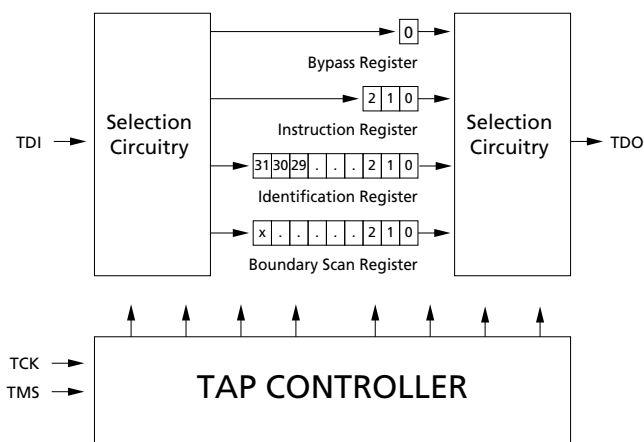 0
Bypass Register
2 1 0
Instruction Register
TDI
Selection
Circuitry
Selection
Circuitry
TDO
31 30 29 . . . 2 1 0
Identification Register
x . . . . . 2 1 0
Boundary Scan Register
TCK
TMS
TAP CONTROLLER